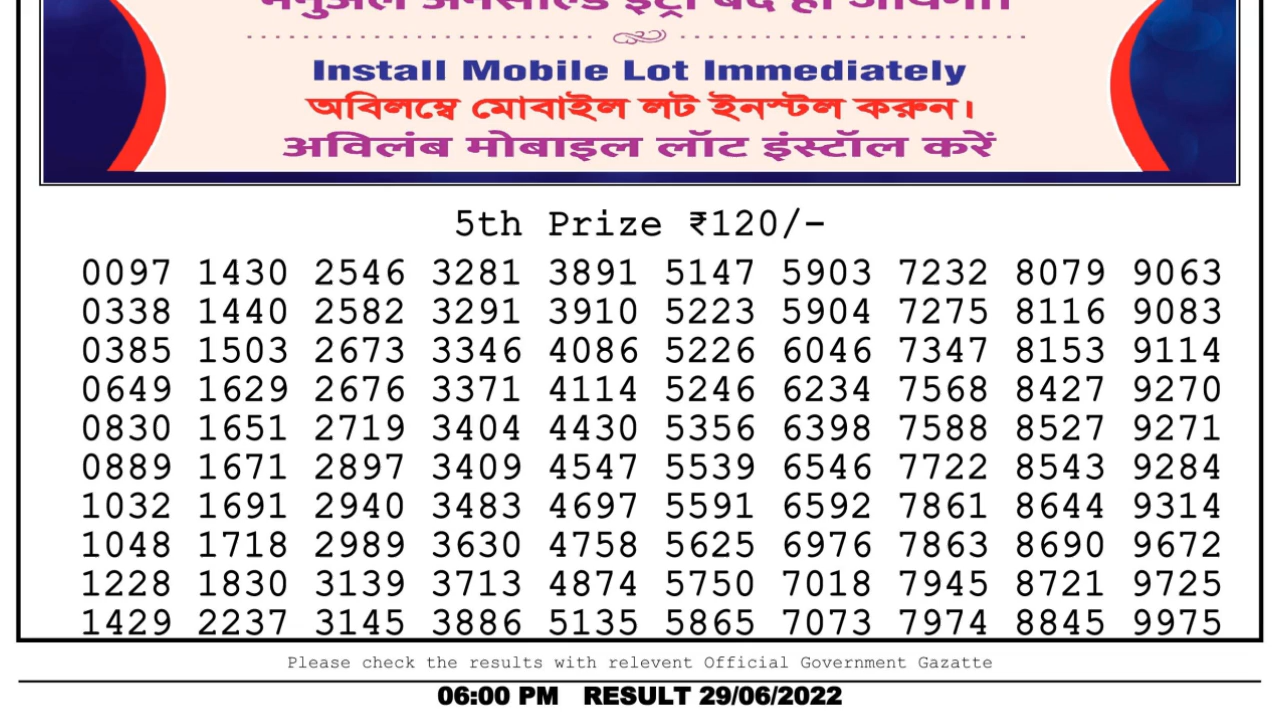 Install Mobile Lot Immediately
অবিলম্বে মোবাইল লট ইনস্টল করুন।
अविलंब मोबाइल लॉट इंस्टॉल करें
5th Prize ₹120/-
0097 1430 2546 3281 3891 5147 5903 7232 8079 9063
0338 1440 2582 3291 3910 5223 5904 7275 8116 9083
0385 1503 2673 3346 4086 5226 6046 7347 8153 9114
0649 1629 2676 3371 4114 5246 6234 7568 8427 9270
0830 1651 2719 3404 4430 5356 6398 7588 8527 9271
0889 1671 2897 3409 4547 5539 6546 7722 8543 9284
1032 1691 2940 3483 4697 5591 6592 7861 8644 9314
1048 1718 2989 3630 4758 5625 6976 7863 8690 9672
1228 1830 3139 3713 4874 5750 7018 7945 8721 9725
1429 2237 3145 3886 5135 5865 7073 7974 8845 9975
Please check the results with relevent Official Government Gazatte
06:00 PM RESULT 29/06/2022